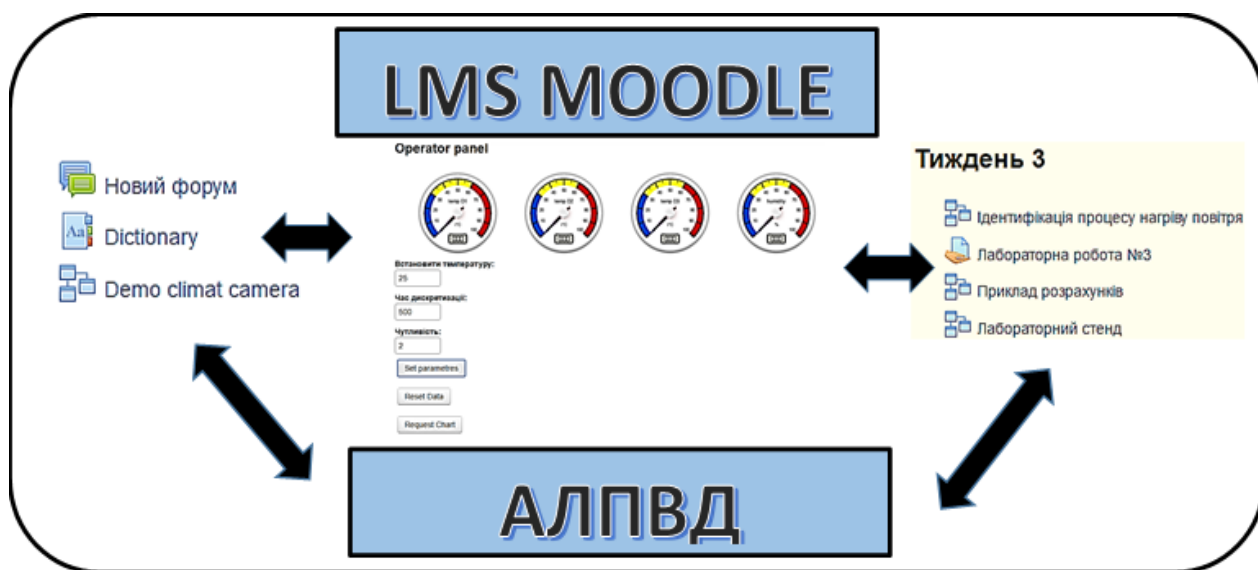 LMS MOODLE
Operator panel
Новий форум
Dictionary
Demo climat camera
Встановити температуру:
25
Час дискретизації:
500
Чутливість:
2
Set parametres
Reset Data
Request Chart
Тиждень 3
Ідентифікація процесу нагріву повітря
Лабораторна робота №3
Приклад розрахунків
Лабораторний стенд
АЛПВД